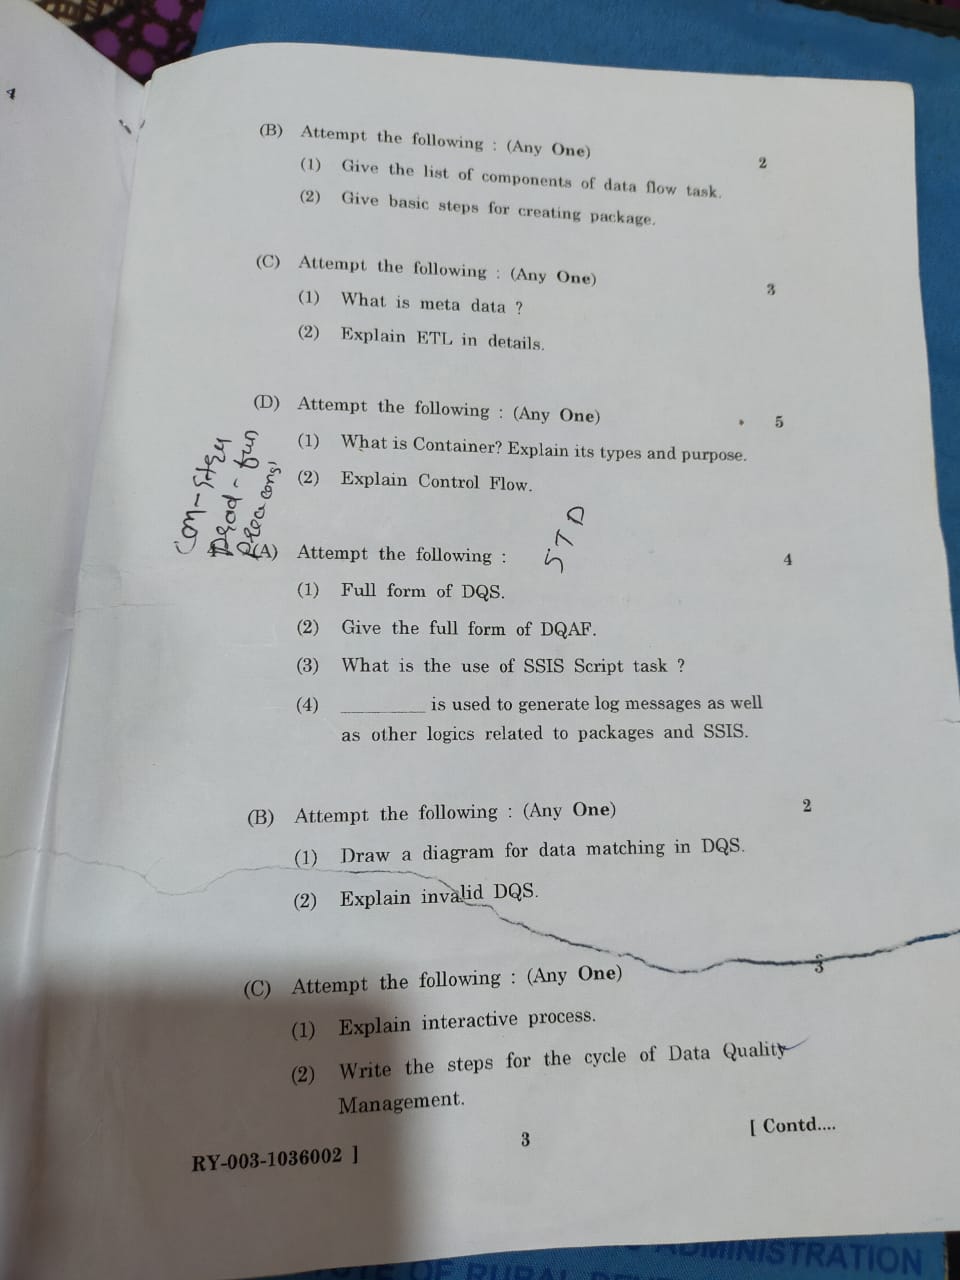 4
(B) Attempt the following : (Any One) 2
(1) Give the list of components of data flow task.
(2) Give basic steps for creating package.
(C) Attempt the following : (Any One) 3
(1) What is meta data ?
(2) Explain ETL in details.
(D) Attempt the following : (Any One) 5
(1) What is Container? Explain its types and purpose.
(2) Explain Control Flow.
STD
(A) Attempt the following : 4
(1) Full form of DQS.
(2) Give the full form of DQAF.
(3) What is the use of SSIS Script task ?
(4) ________ is used to generate log messages as well
as other logics related to packages and SSIS.
(B) Attempt the following : (Any One) 2
(1) Draw a diagram for data matching in DQS.
(2) Explain invalid DQS.
(C) Attempt the following : (Any One) 3
(1) Explain interactive process.
(2) Write the steps for the cycle of Data Quality
Management.
RY-003-1036002 ] 3 [ Contd....
ADMINISTRATION
OF RURAL